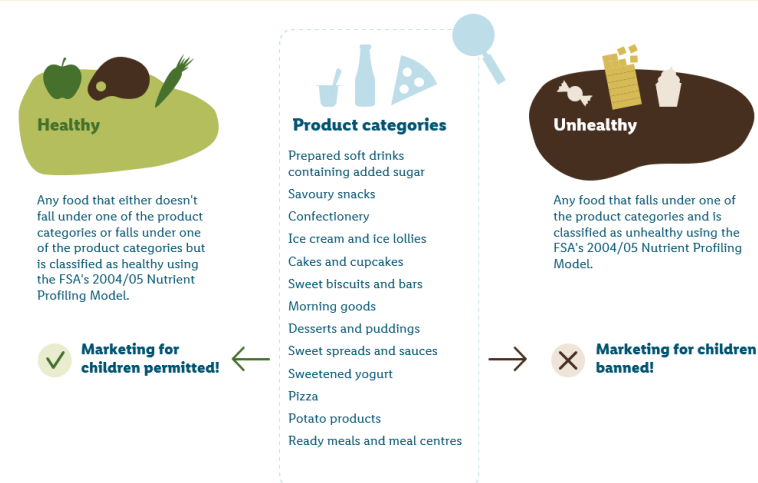 Healthy
Any food that either doesn't
fall under one of the product
categories or falls under one
of the product categories but
is classified as healthy using
the FSA's 2004/05 Nutrient
Profiling Model.
Marketing for
children permitted!
Product categories
Prepared soft drinks
containing added sugar
Savoury snacks
Confectionery
Ice cream and ice lollies
Cakes and cupcakes
Sweet biscuits and bars
Morning goods
Desserts and puddings
Sweet spreads and sauces
Sweetened yogurt
Pizza
Potato products
Ready meals and meal centres
Unhealthy
Any food that falls under one of
the product categories and is
classified as unhealthy using the
FSA's 2004/05 Nutrient Profiling
Model.
Marketing for children
banned!